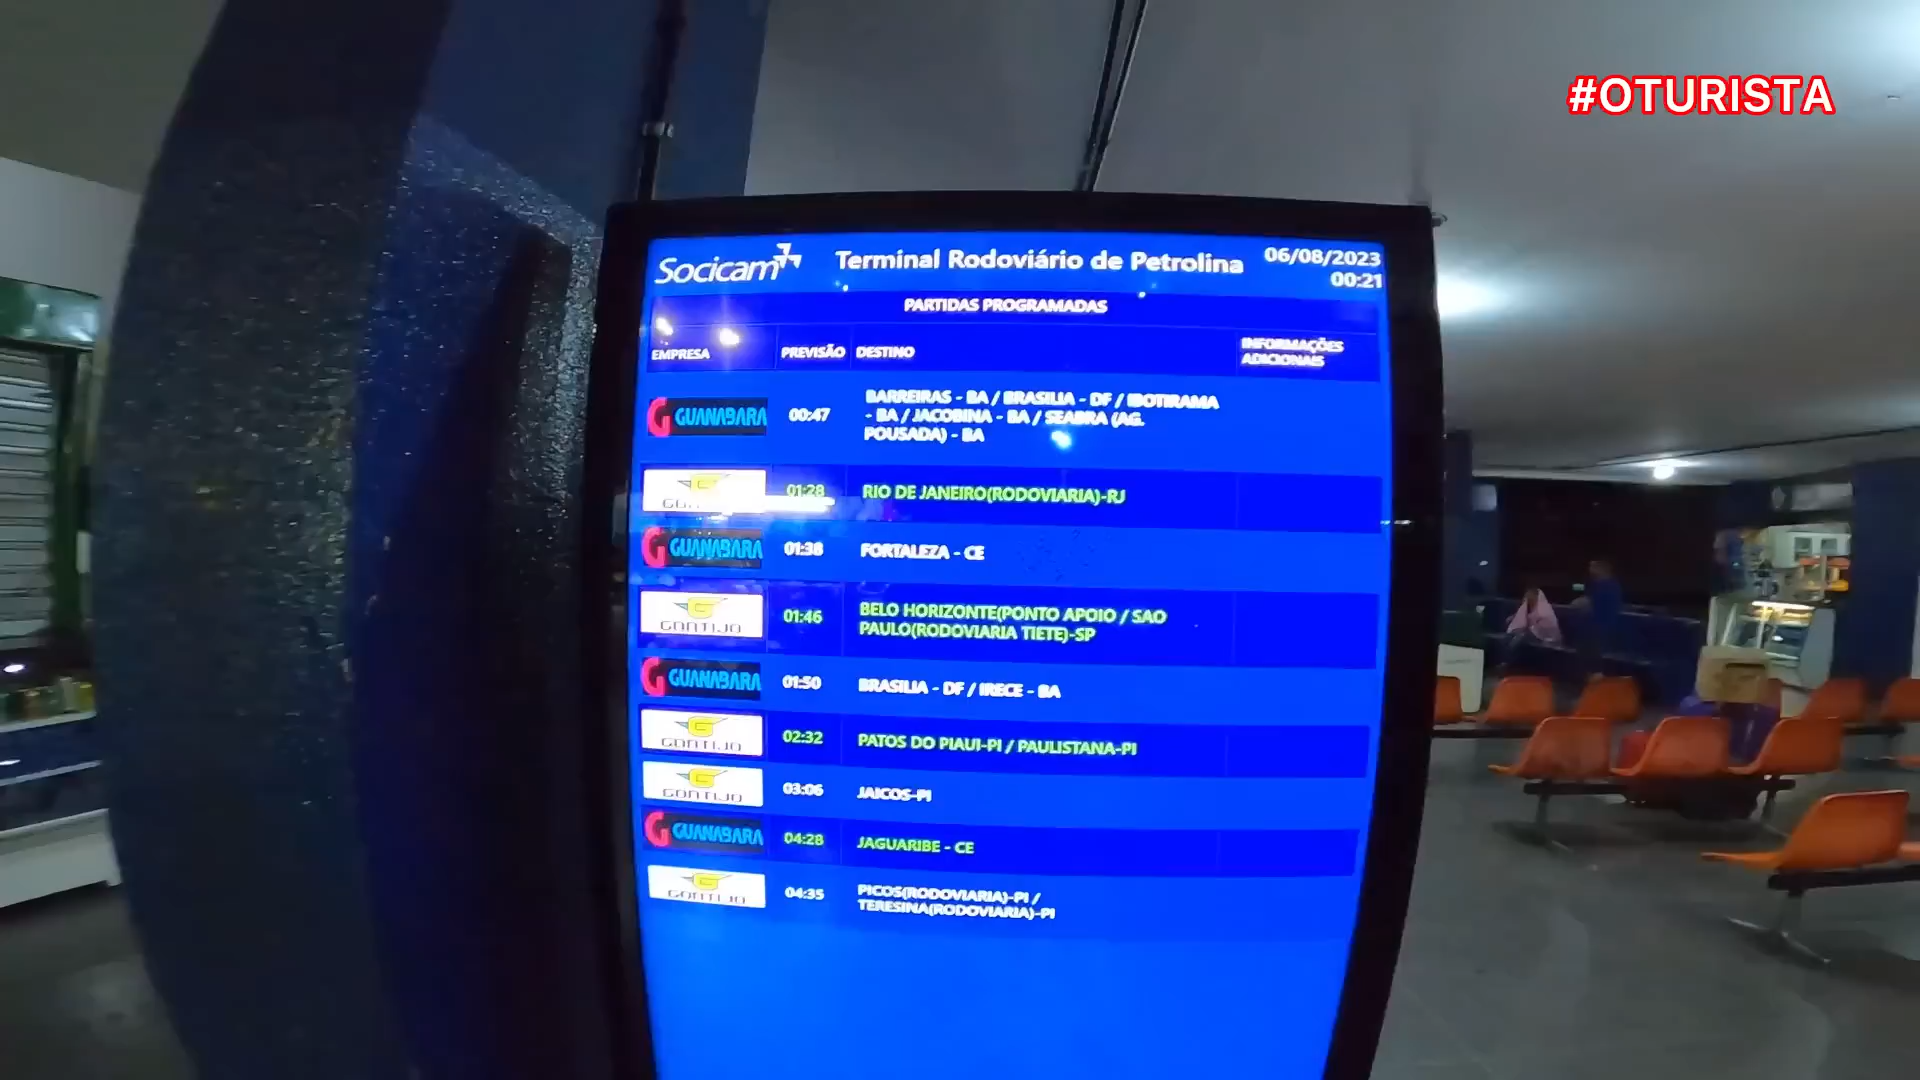 #OTURISTA
Socicam
Terminal Rodoviário de Petrolina
06/08/2023
00:21
PARTIDAS PROGRAMADAS
EMPRESA PREVISÃO DESTINO INFORMAÇÕES
ADICIONAIS
GUANABARA 00:47 BARREIRAS - BA / BRASILIA - DF / IBOTIRAMA
- BA / JACOBINA - BA / SEABRA (AG.
POUSADA) - BA
01:28 RIO DE JANEIRO(RODOVIARIA)-RJ
GUANABARA 01:38 FORTALEZA - CE
GONTIJO 01:46 BELO HORIZONTE(PONTO APOIO / SAO
PAULO(RODOVIARIA TIETE)-SP
GUANABARA 01:50 BRASILIA - DF / IRECE - BA
GONTIJO 02:32 PATOS DO PIAUI-PI / PAULISTANA-PI
GONTIJO 03:06 JAICOS-PI
GUANABARA 04:28 JAGUARIBE - CE
GONTIJO 04:35 PICOS(RODOVIARIA)-PI /
TERESINA(RODOVIARIA)-PI